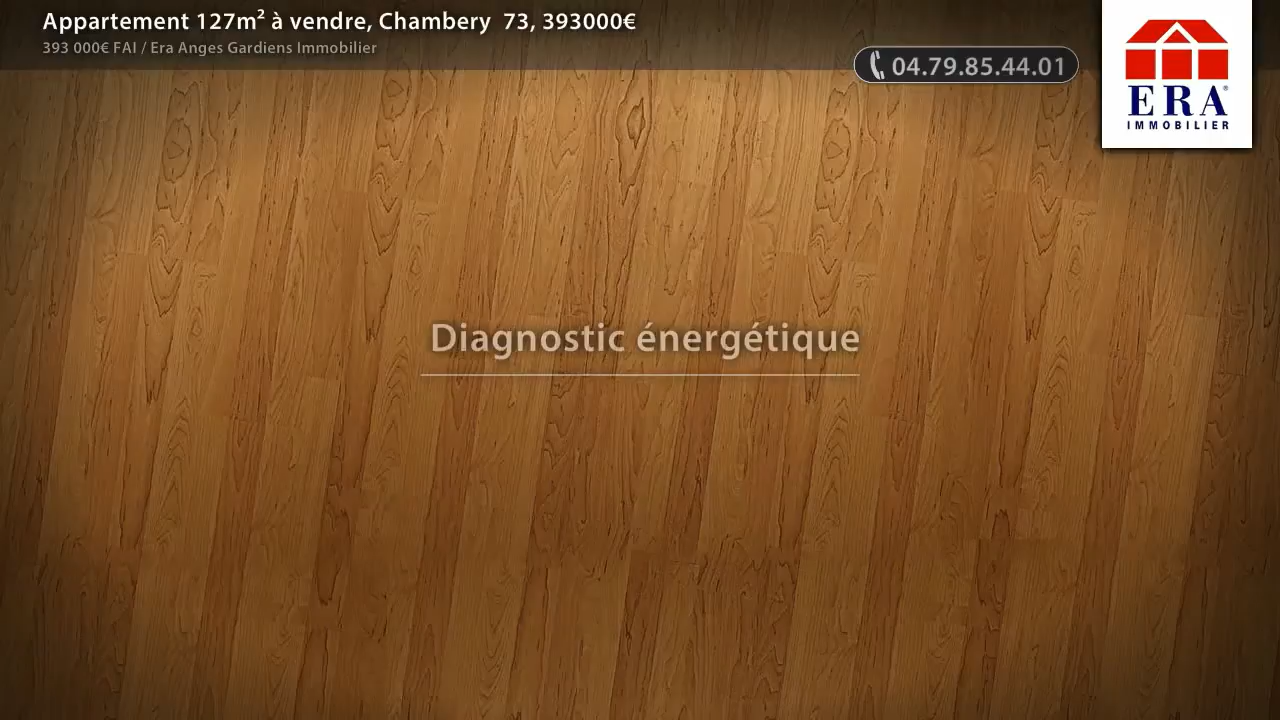 Appartement 127m² à vendre, Chambery 73, 393000€
393 000€ FAI / Era Anges Gardiens Immobilier
04.79.85.44.01
ERA®
IMMOBILIER
Diagnostic énergétique